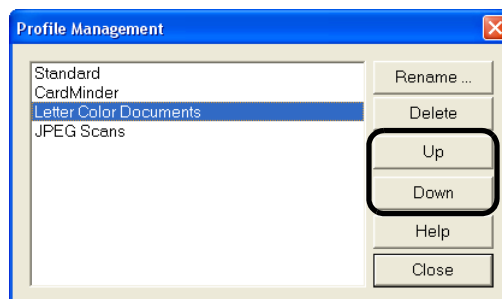 Profile Management
Standard
CardMinder
Letter Color Documents
JPEG Scans
Rename ...
Delete
Up
Down
Help
Close